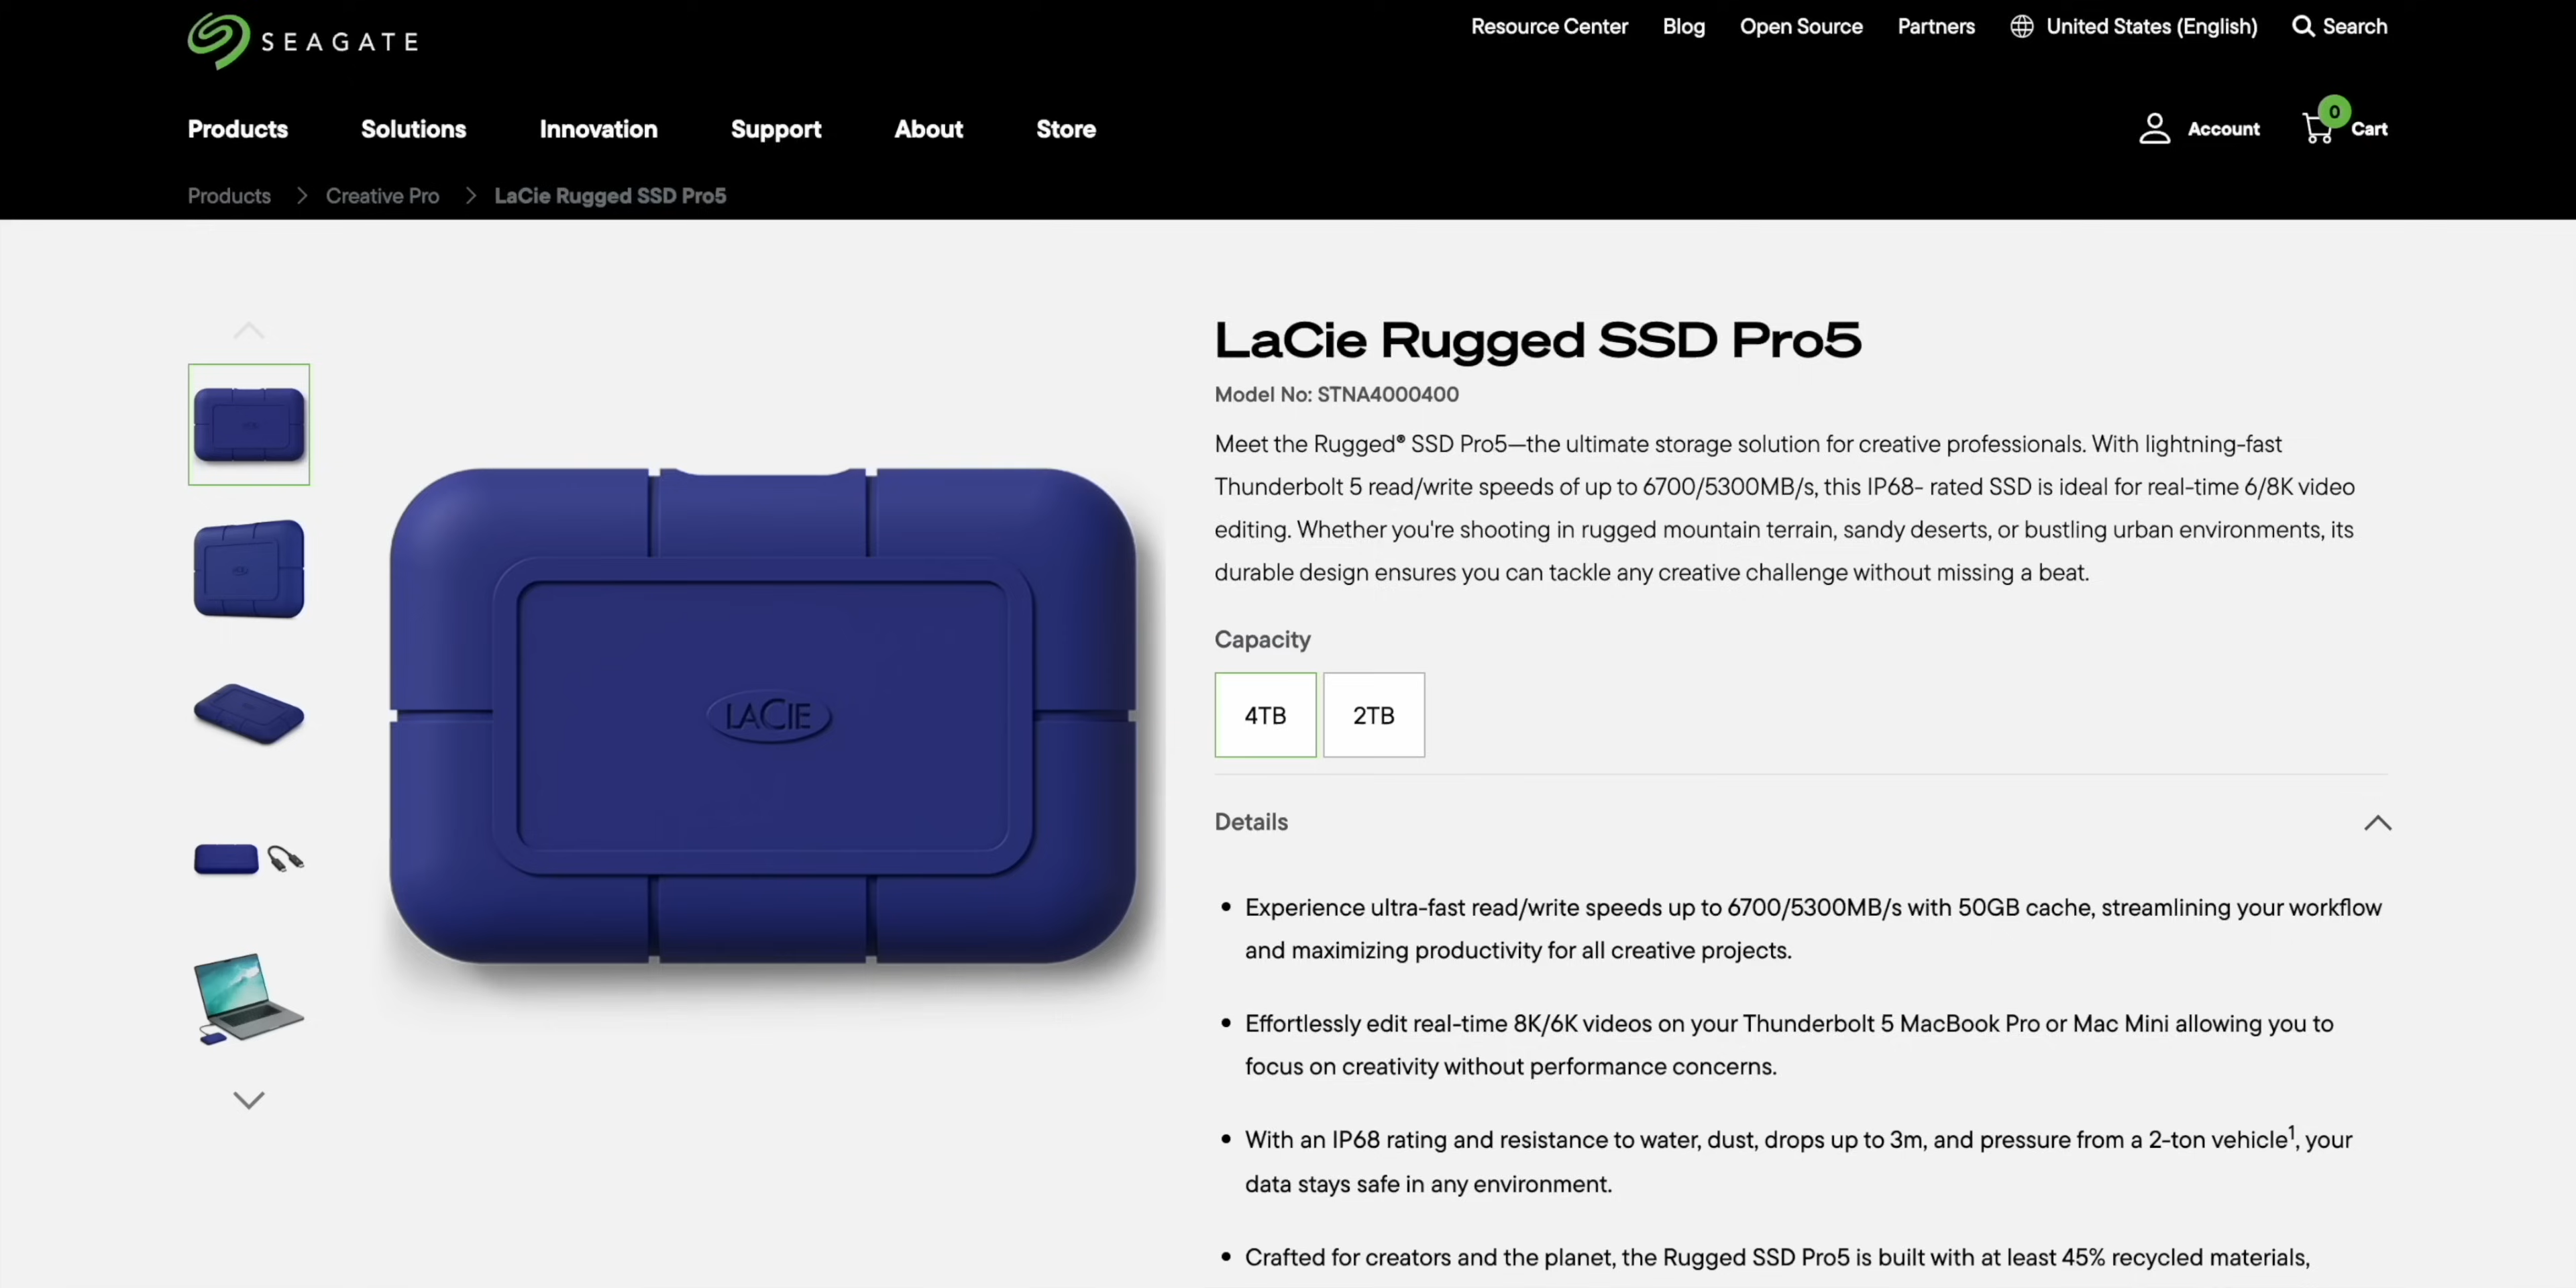 SEAGATE
Resource Center Blog Open Source Partners United States (English) Search
Products Solutions Innovation Support About Store
0
Account Cart
Products > Creative Pro > LaCie Rugged SSD Pro5
LACIE
LaCie Rugged SSD Pro5
Model No: STNA4000400
Meet the Rugged® SSD Pro5—the ultimate storage solution for creative professionals. With lightning-fast
Thunderbolt 5 read/write speeds of up to 6700/5300MB/s, this IP68- rated SSD is ideal for real-time 6/8K video
editing. Whether you're shooting in rugged mountain terrain, sandy deserts, or bustling urban environments, its
durable design ensures you can tackle any creative challenge without missing a beat.
Capacity
4TB 2TB
Details
• Experience ultra-fast read/write speeds up to 6700/5300MB/s with 50GB cache, streamlining your workflow
and maximizing productivity for all creative projects.
• Effortlessly edit real-time 8K/6K videos on your Thunderbolt 5 MacBook Pro or Mac Mini allowing you to
focus on creativity without performance concerns.
• With an IP68 rating and resistance to water, dust, drops up to 3m, and pressure from a 2-ton vehicle¹, your
data stays safe in any environment.
• Crafted for creators and the planet, the Rugged SSD Pro5 is built with at least 45% recycled materials,